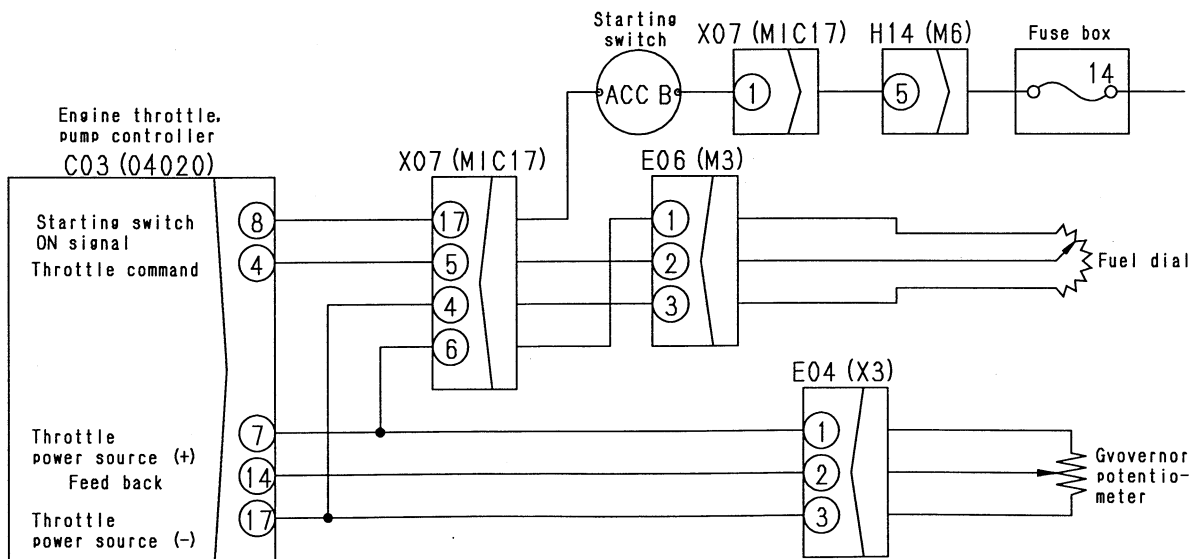 Starting
switch
X07 (MIC17)
H14 (M6)
Fuse box
ACC B
1
5
14
Engine throttle.
pump controller
C03 (04020)
X07 (MIC17)
E06 (M3)
Starting switch
ON signal
8
17
1
Throttle command
4
5
2
Fuel dial
4
3
6
E04 (X3)
Throttle
power source (+)
7
1
Feed back
14
2
Gvovernor
potentio-
meter
Throttle
power source (-)
17
3